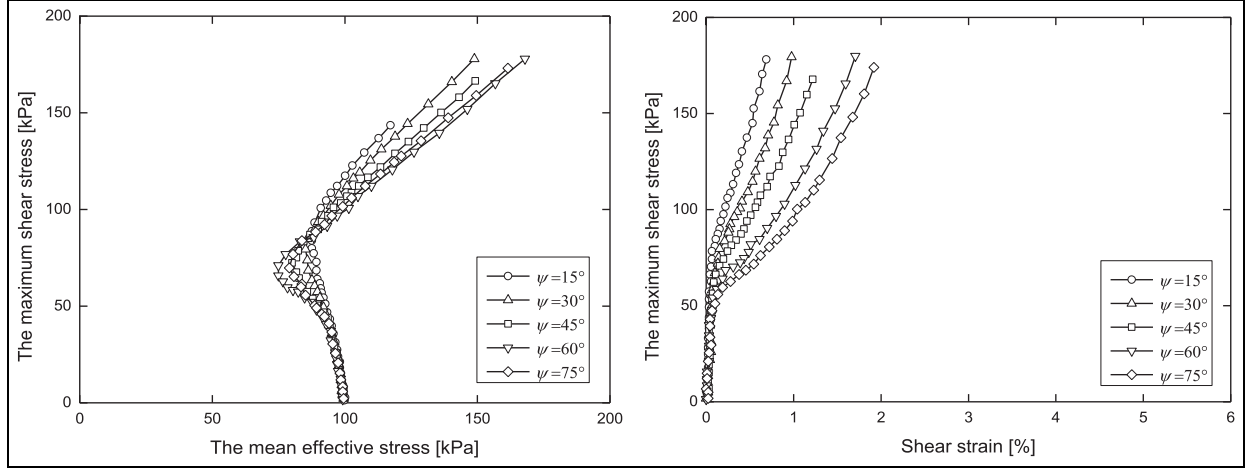 200
150
100
50
0
The maximum shear stress [kPa]
ψ=15°
ψ=30°
ψ=45°
ψ=60°
ψ=75°
0 50 100 150 200
The mean effective stress [kPa]
200
150
100
50
0
The maximum shear stress [kPa]
ψ=15°
ψ=30°
ψ=45°
ψ=60°
ψ=75°
0 1 2 3 4 5 6
Shear strain [%]